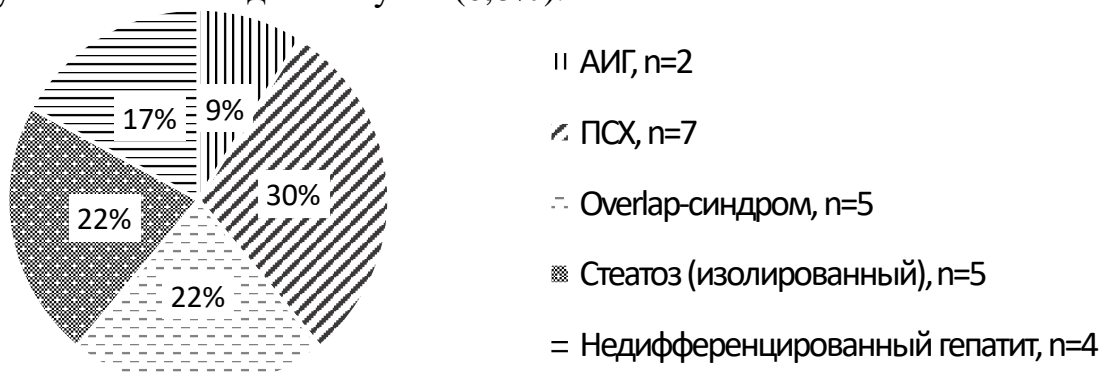 17%
9%
30%
22%
22%
АИГ, n=2
ПСХ, n=7
Overlap-синдром, n=5
Стеатоз (изолированный), n=5
Недифференцированный гепатит, n=4